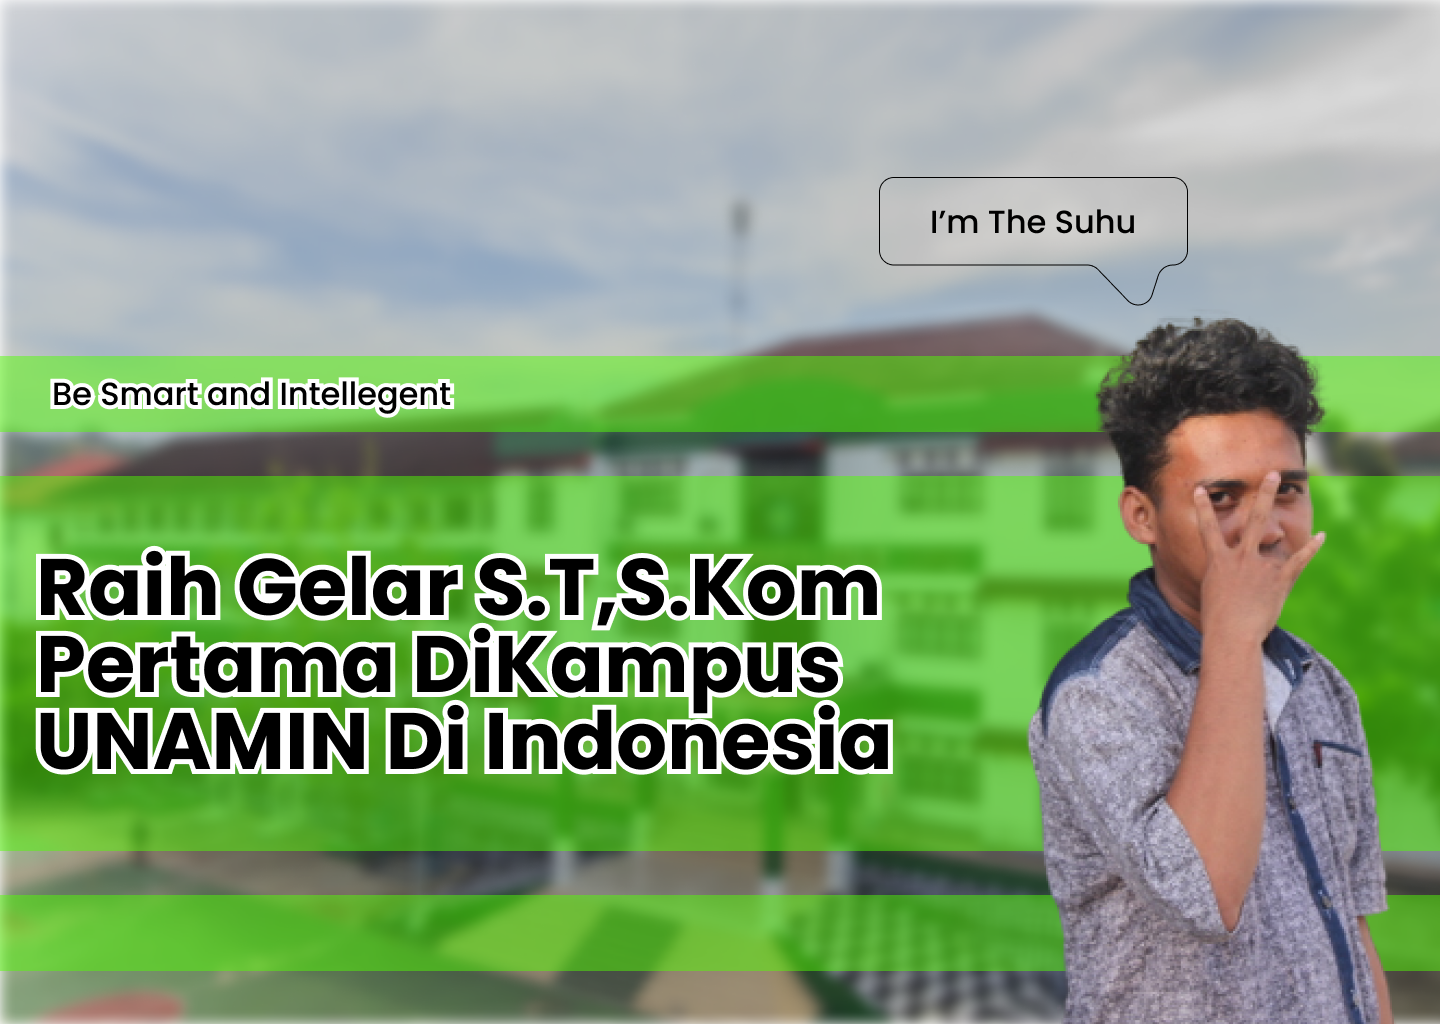 I'm The Suhu
Be Smart and Intellegent
Raih Gelar S.T,S.Kom
Pertama DiKampus
UNAMIN Di Indonesia